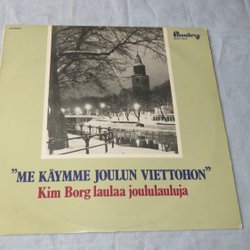 "ME KÄYMME JOULUN VIETTOHON"
Kim Borg laulaa joululauluja